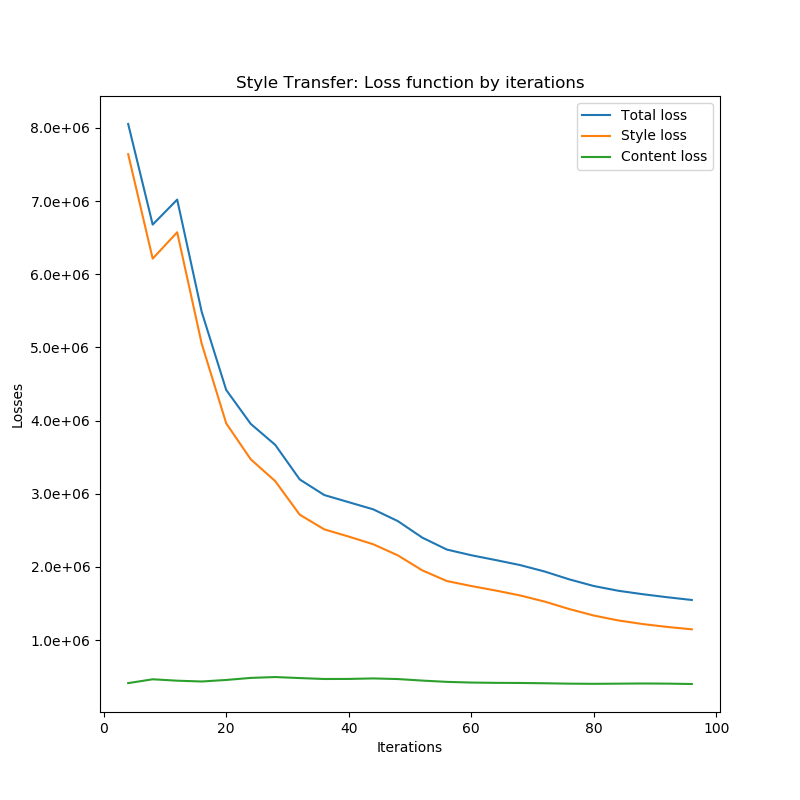 Style Transfer: Loss function by iterations
Total loss
Style loss
Content loss
8.0e+06
7.0e+06
6.0e+06
5.0e+06
4.0e+06
3.0e+06
2.0e+06
1.0e+06
Losses
0 20 40 60 80 100
Iterations